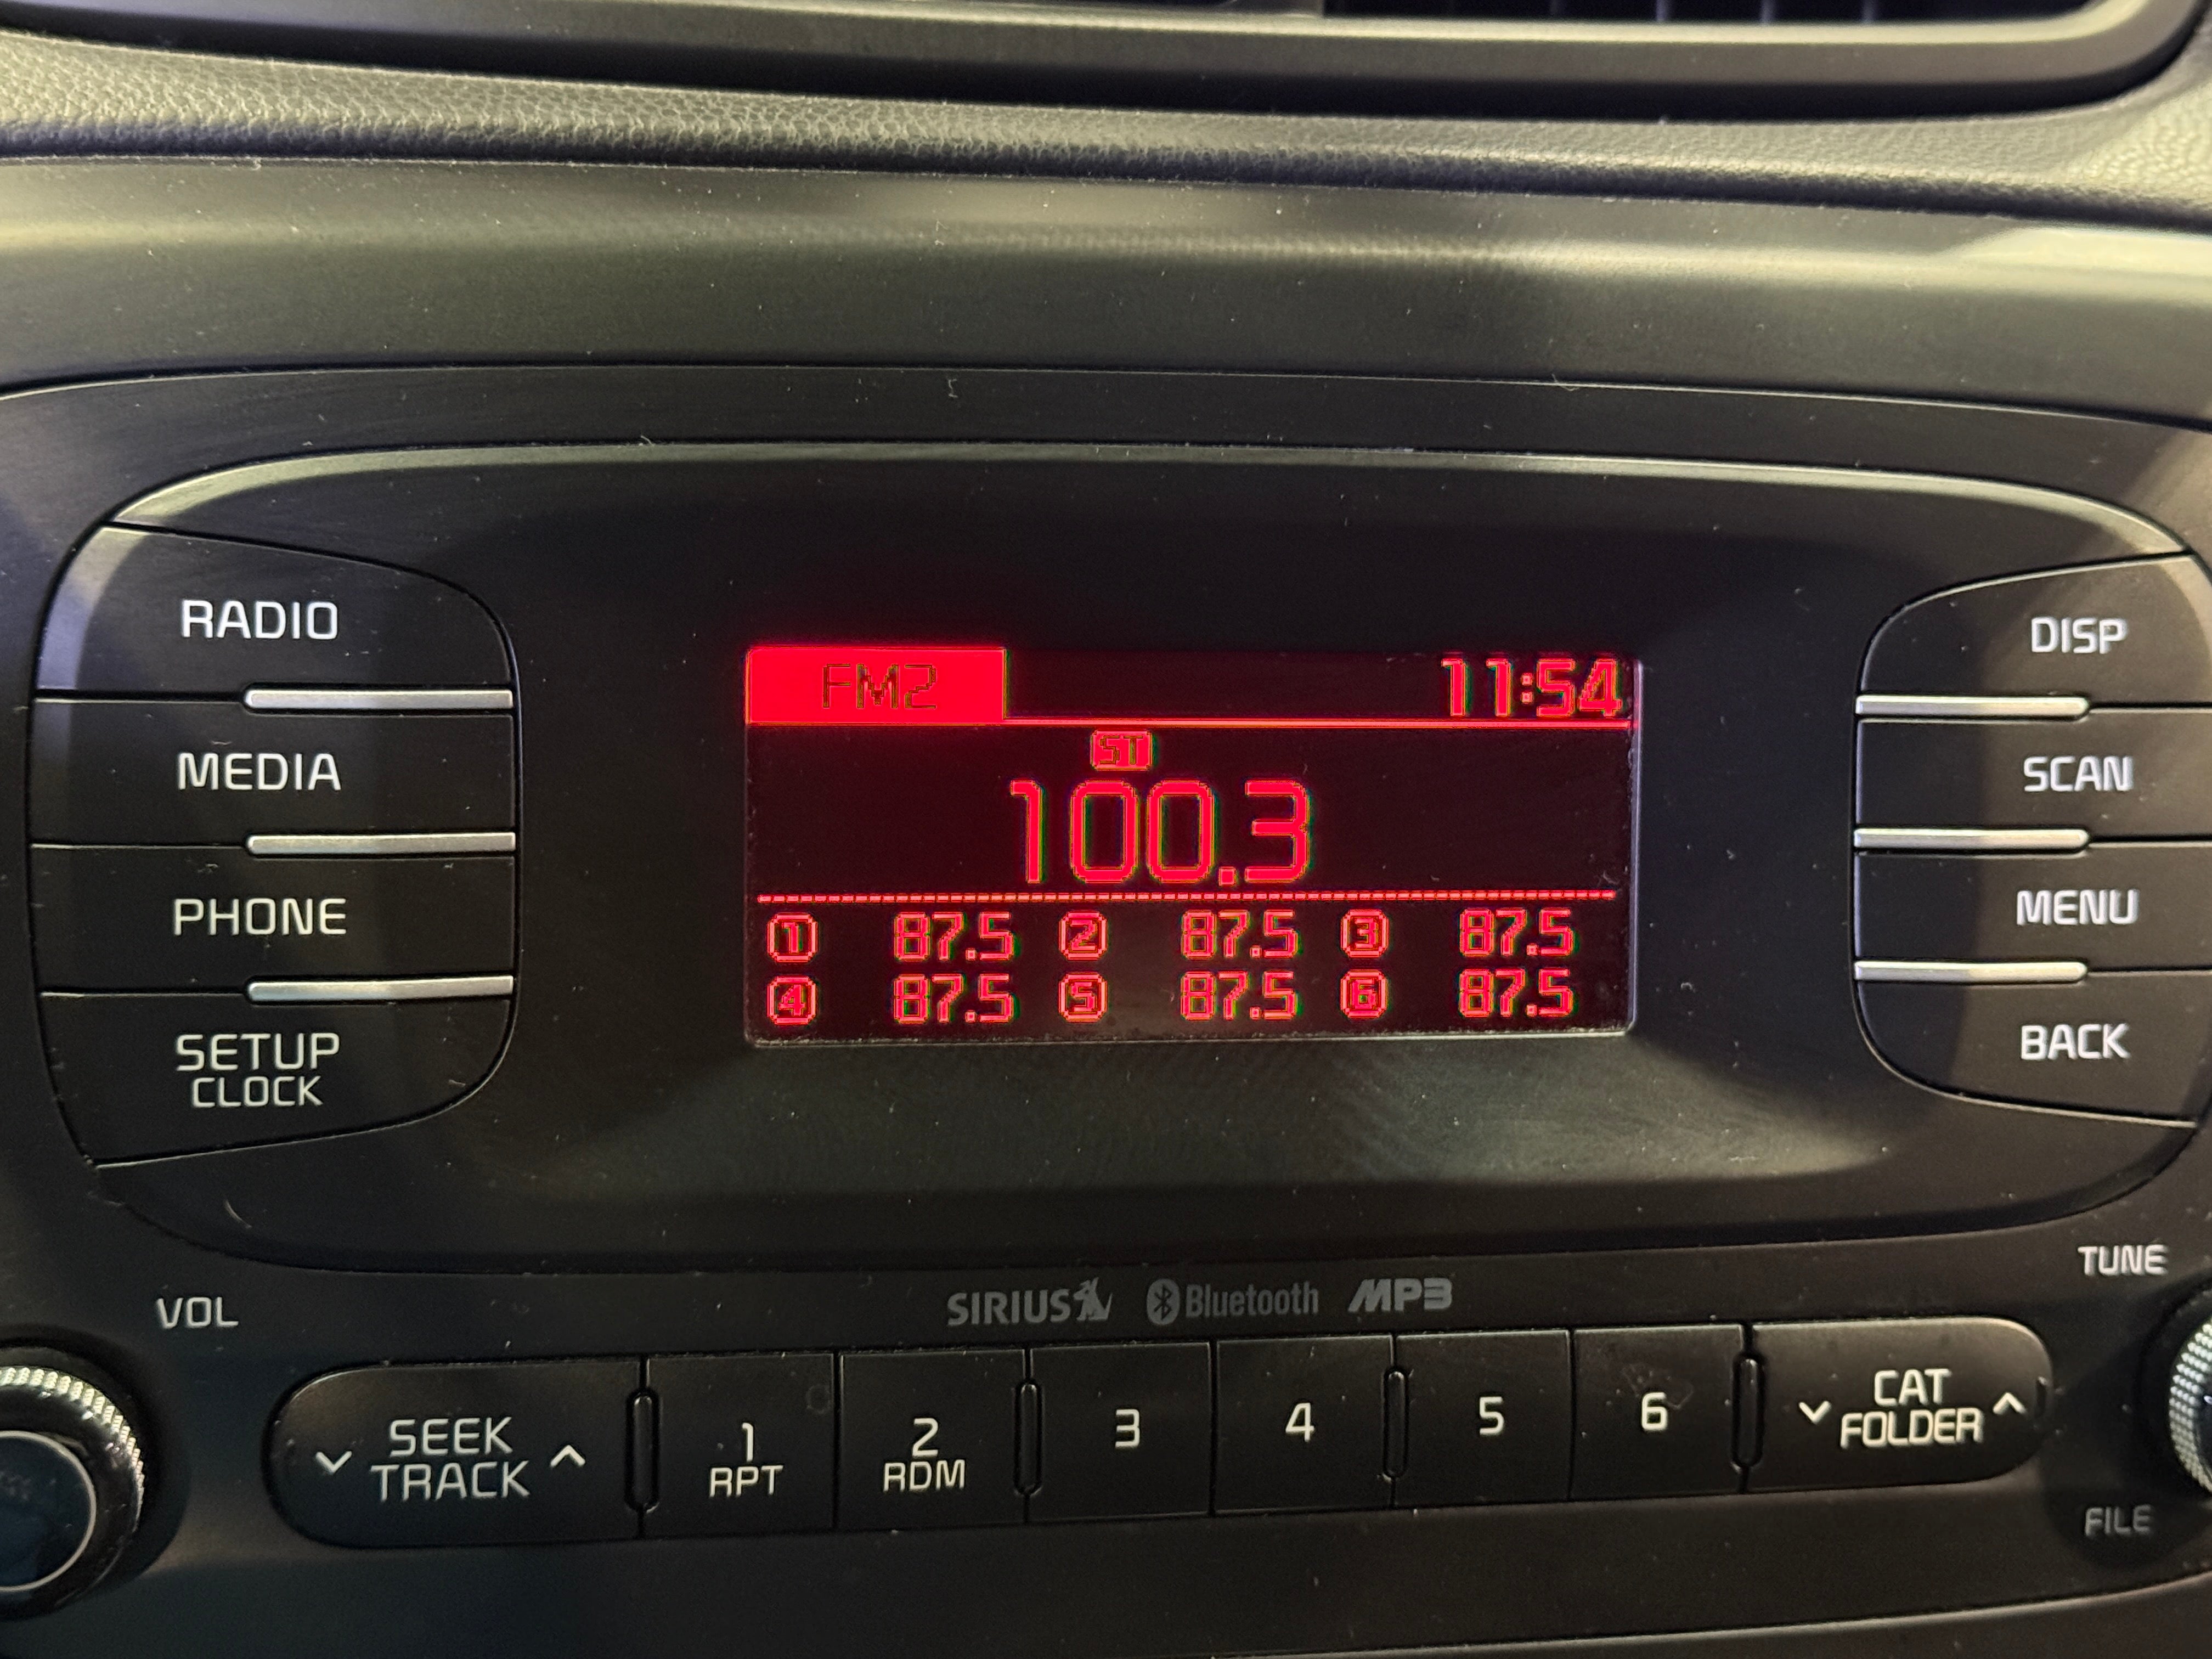 RADIO
MEDIA
PHONE
SETUP
CLOCK
FM2 11:54
ST
100.3
1 87.5 2 87.5 3 87.5
4 87.5 5 87.5 6 87.5
DISP
SCAN
MENU
BACK
VOL
SIRIUS Bluetooth MP3
TUNE
SEEK
TRACK
1
RPT
2
RDM
3
4
5
6
CAT
FOLDER
FILE